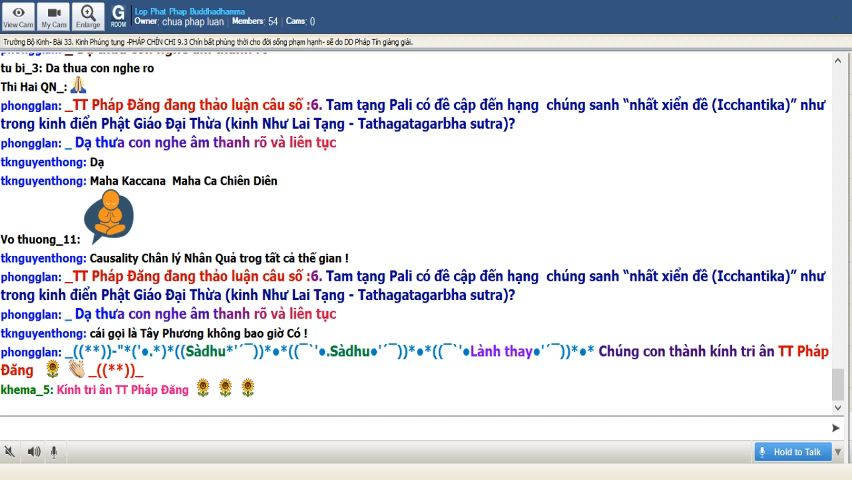 Lop Phat Phap Buddhadhamma
Owner: chua phap luan / Members: 54 / Cams: 0
View Cam
My Cam
Enlarge
G
ROOM
Trường Bộ Kinh- Bài 33. Kinh Phúng tụng -PHÁP CHÍN CHI 9.3 Chín bất phúng thời cho đời sống phạm hạnh- sẽ do DD Pháp Tín giảng giải.
tu bi_3: Da thua con nghe ro
Thi Hai QN_:
phongglan: _TT Pháp Đăng đang thảo luận câu số :6. Tam tạng Pali có đề cập đến hạng chúng sanh “nhất xiển đề (Icchantika)” như
trong kinh điển Phật Giáo Đại Thừa (kinh Như Lai Tạng - Tathagatagarbha sutra)?
phongglan: _ Dạ thưa con nghe âm thanh rõ và liên tục
tknguyenthong: Dạ
tknguyenthong: Maha Kaccana Maha Ca Chiên Diên
Vo thuong_11:
tknguyenthong: Causality Chân lý Nhân Quả trog tất cả thế gian !
phongglan: _TT Pháp Đăng đang thảo luận câu số :6. Tam tạng Pali có đề cập đến hạng chúng sanh “nhất xiển đề (Icchantika)” như
trong kinh điển Phật Giáo Đại Thừa (kinh Như Lai Tạng - Tathagatagarbha sutra)?
phongglan: _ Dạ thưa con nghe âm thanh rõ và liên tục
tknguyenthong: cái gọi là Tây Phương không bao giờ Có !
phongglan: _((**))-"*('●.*)*((Sàdhu*'´¯))*●*((¯`'●.Sàdhu●'´¯))*●*((¯`'●Lành thay●'´¯))*●* Chúng con thành kính tri ân TT Pháp
Đăng _((**))_
khema_5: Kính tri ân TT Pháp Đăng
Hold to Talk